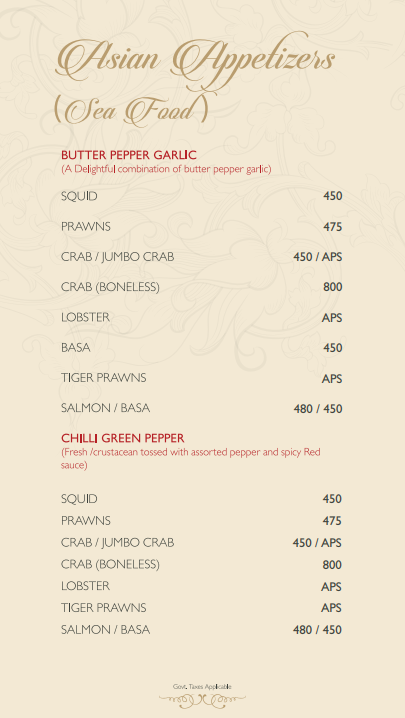 Asian Appetizers
(Sea Food)
BUTTER PEPPER GARLIC
(A Delightful combination of butter pepper garlic)
SQUID 450
PRAWNS 475
CRAB / JUMBO CRAB 450 / APS
CRAB (BONELESS) 800
LOBSTER APS
BASA 450
TIGER PRAWNS APS
SALMON / BASA 480 / 450
CHILLI GREEN PEPPER
(Fresh /crustacean tossed with assorted pepper and spicy Red
sauce)
SQUID 450
PRAWNS 475
CRAB / JUMBO CRAB 450 / APS
CRAB (BONELESS) 800
LOBSTER APS
TIGER PRAWNS APS
SALMON / BASA 480 / 450
Govt. Taxes Applicable